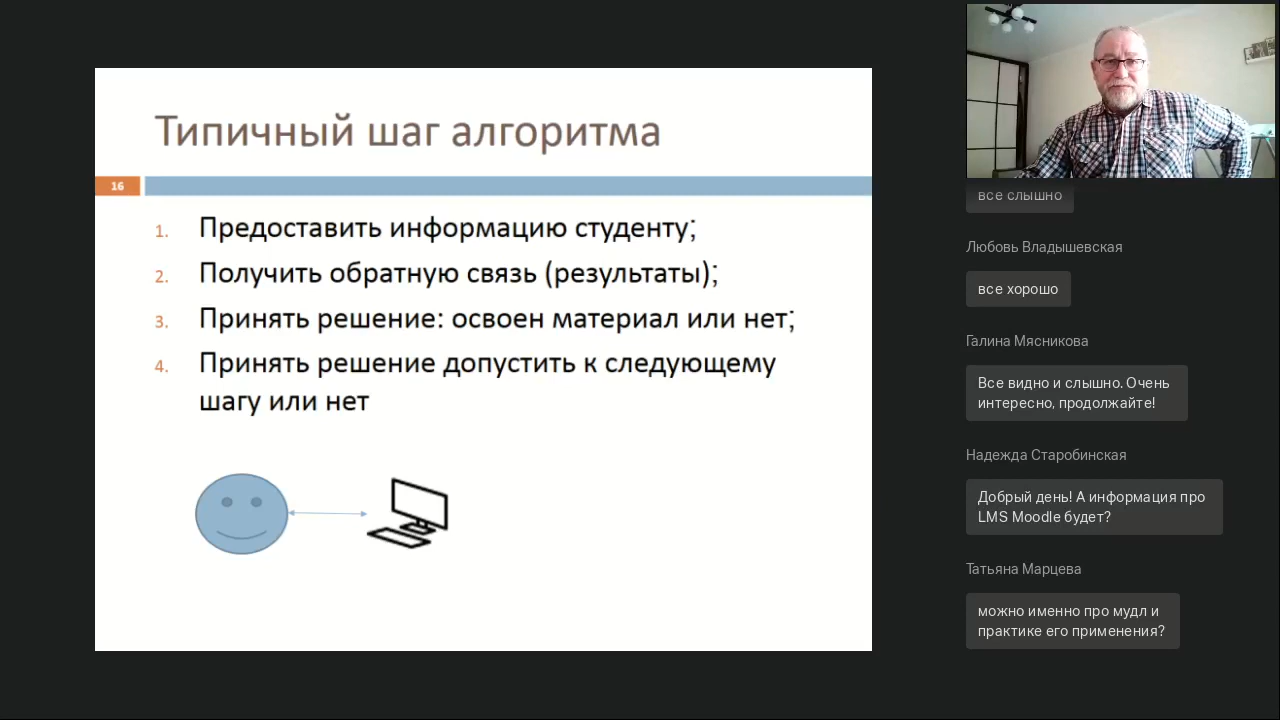 Типичный шаг алгоритма
16
1. Предоставить информацию студенту;
2. Получить обратную связь (результаты);
3. Принять решение: освоен материал или нет;
4. Принять решение допустить к следующему
шагу или нет
все слышно
Любовь Владышевская
все хорошо
Галина Мясникова
Все видно и слышно. Очень
интересно, продолжайте!
Надежда Старобинская
Добрый день! А информация про
LMS Moodle будет?
Татьяна Марцева
можно именно про мудл и
практике его применения?